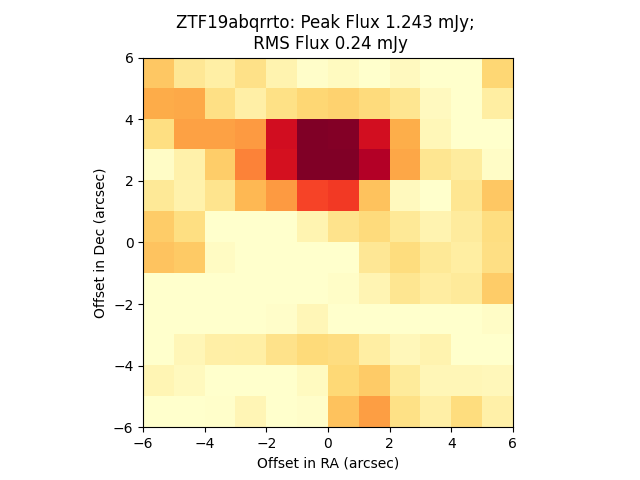 ZTF19abqrrto: Peak Flux 1.243 mJy;
RMS Flux 0.24 mJy
6
4
2
0
−2
−4
−6
Offset in Dec (arcsec)
−6 −4 −2 0 2 4 6
Offset in RA (arcsec)